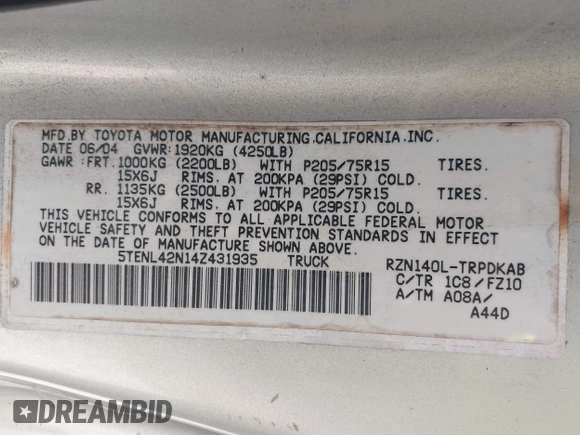 MFD.BY TOYOTA MOTOR MANUFACTURING.CALIFORNIA.INC.
DATE 06/04 GVWR:1920KG (4250LB)
GAWR :FRT.1000KG (2200LB) WITH P205/75R15 TIRES.
15X6J RIMS. AT 200KPA (29PSI) COLD.
RR. 1135KG (2500LB) WITH P205/75R15 TIRES.
15X6J RIMS. AT 200KPA (29PSI) COLD.
THIS VEHICLE CONFORMS TO ALL APPLICABLE FEDERAL MOTOR
VEHICLE SAFETY AND THEFT PREVENTION STANDARDS IN EFFECT
ON THE DATE OF MANUFACTURE SHOWN ABOVE.
5TENL42N14Z431935 TRUCK RZN140L-TRPDKAB
C/TR 1C8/FZ10
A/TM A08A/
A44D
DREAMBID